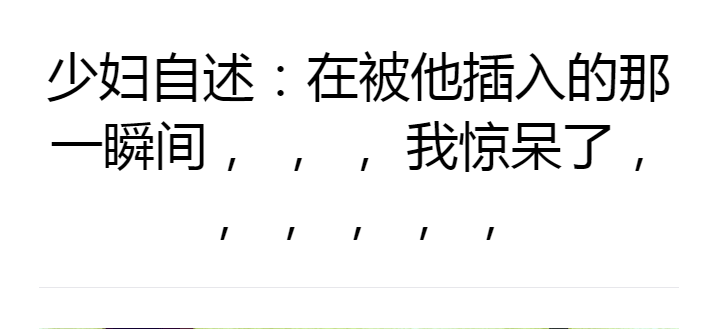 少妇自述：在被他插入的那
一瞬间， ， ，我惊呆了，
， ， ， ， ，